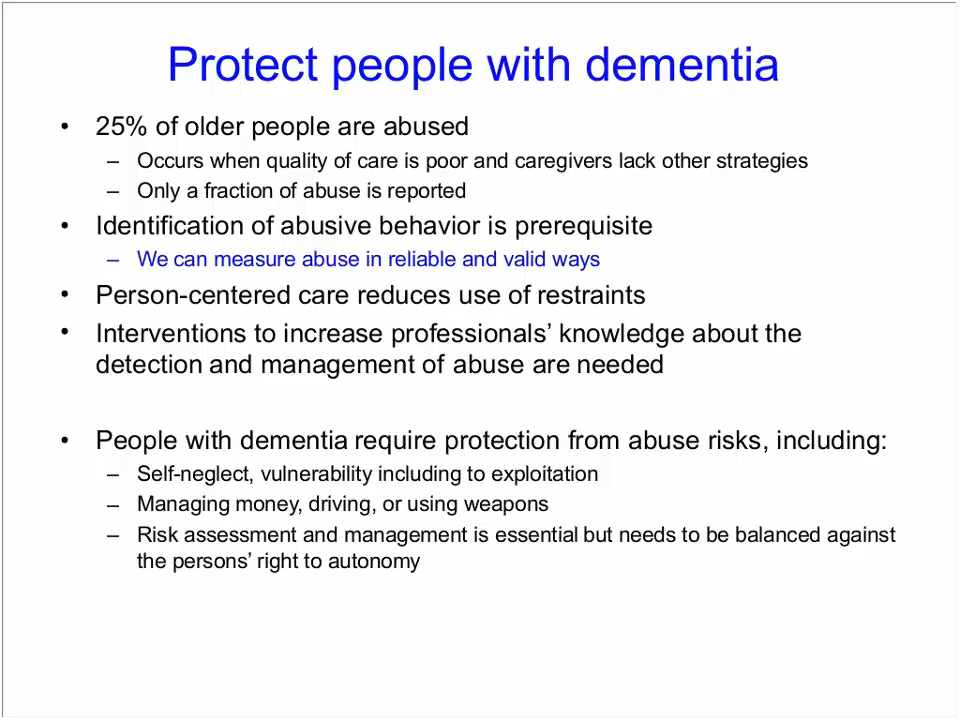 Protect people with dementia
• 25% of older people are abused
– Occurs when quality of care is poor and caregivers lack other strategies
– Only a fraction of abuse is reported
• Identification of abusive behavior is prerequisite
– We can measure abuse in reliable and valid ways
• Person-centered care reduces use of restraints
• Interventions to increase professionals’ knowledge about the
detection and management of abuse are needed
• People with dementia require protection from abuse risks, including:
– Self-neglect, vulnerability including to exploitation
– Managing money, driving, or using weapons
– Risk assessment and management is essential but needs to be balanced against
the persons’ right to autonomy